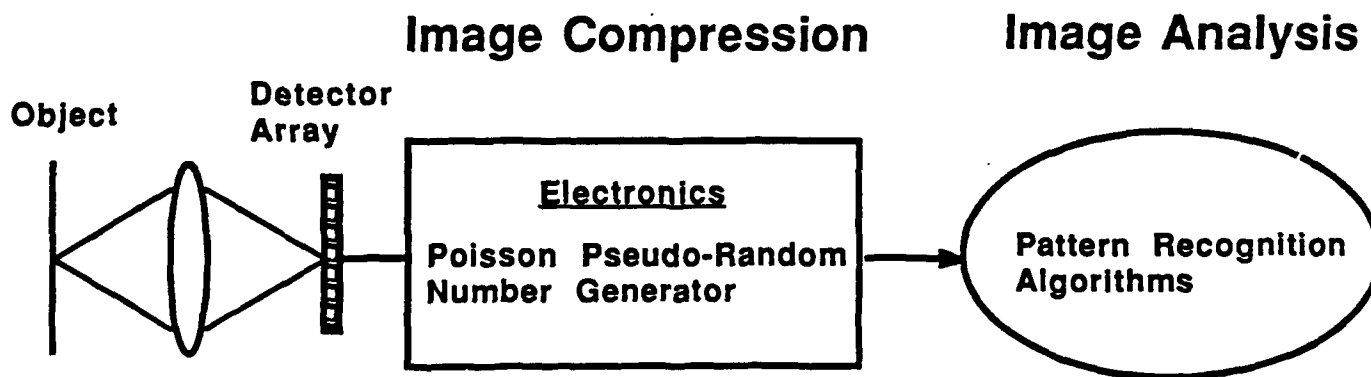 Image Compression
Image Analysis
Object
Detector
Array
Electronics
Poisson Pseudo-Random
Number Generator
Pattern Recognition
Algorithms